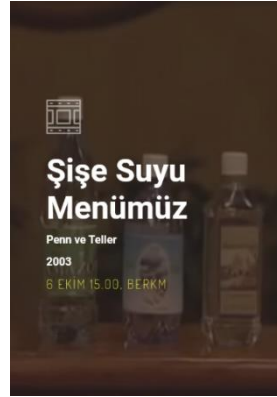 Şişe Suyu
Menümüz
Penn ve Teller
2003
6 EKİM 15.00, BERKM